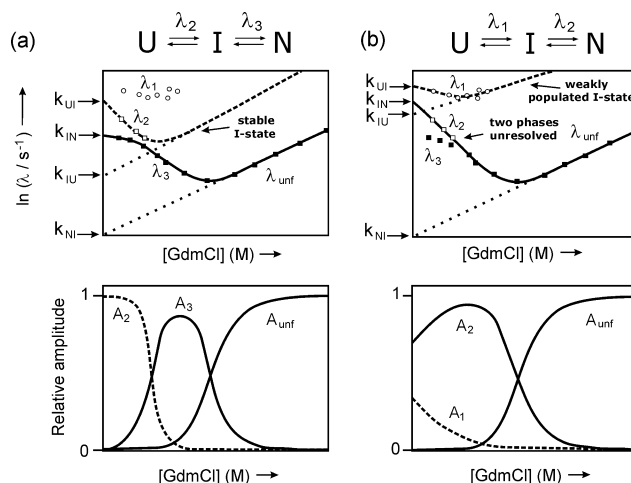 (a)
λ2 λ3
U ⇌ I ⇌ N
kUI
kIN
kIU
kNI
ln (λ / s⁻¹)
λ1
λ2
stable
I-state
λ3
λunf
[GdmCl] (M)
1
A2
A3
Aunf
Relative amplitude
0
[GdmCl] (M)
(b)
λ1 λ2
U ⇌ I ⇌ N
kUI
kIN
kIU
kNI
λ1
weakly
populated I-state
λ2
two phases
unresolved
λ3
λunf
[GdmCl] (M)
1
A2
Aunf
A1
0
[GdmCl] (M)